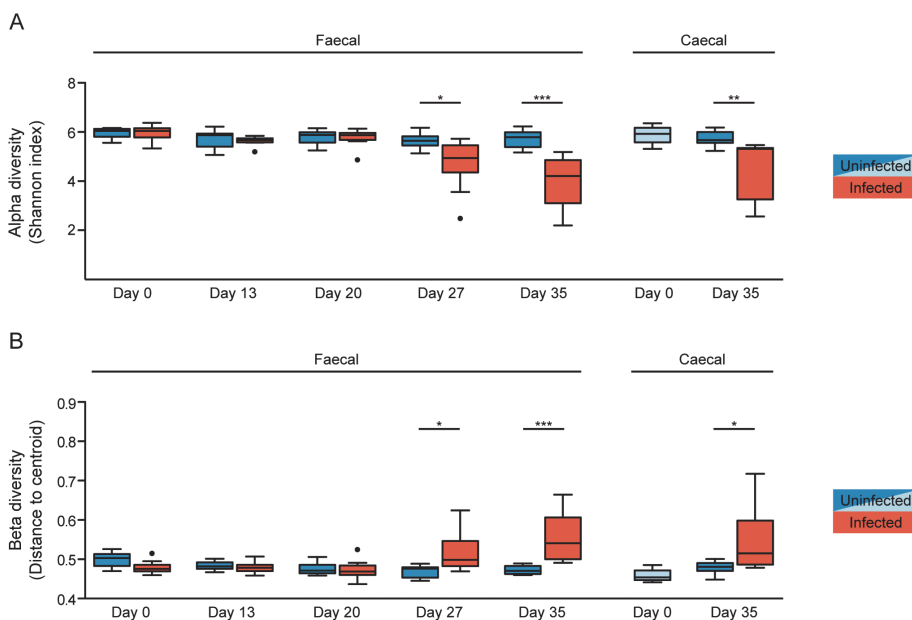 A
Faecal
Caecal
Alpha diversity
(Shannon index)
8
6
4
2
*
***
**
Uninfected
Infected
Day 0
Day 13
Day 20
Day 27
Day 35
Day 0
Day 35
B
Faecal
Caecal
Beta diversity
(Distance to centroid)
0.9
0.8
0.7
0.6
0.5
0.4
*
***
*
Uninfected
Infected
Day 0
Day 13
Day 20
Day 27
Day 35
Day 0
Day 35